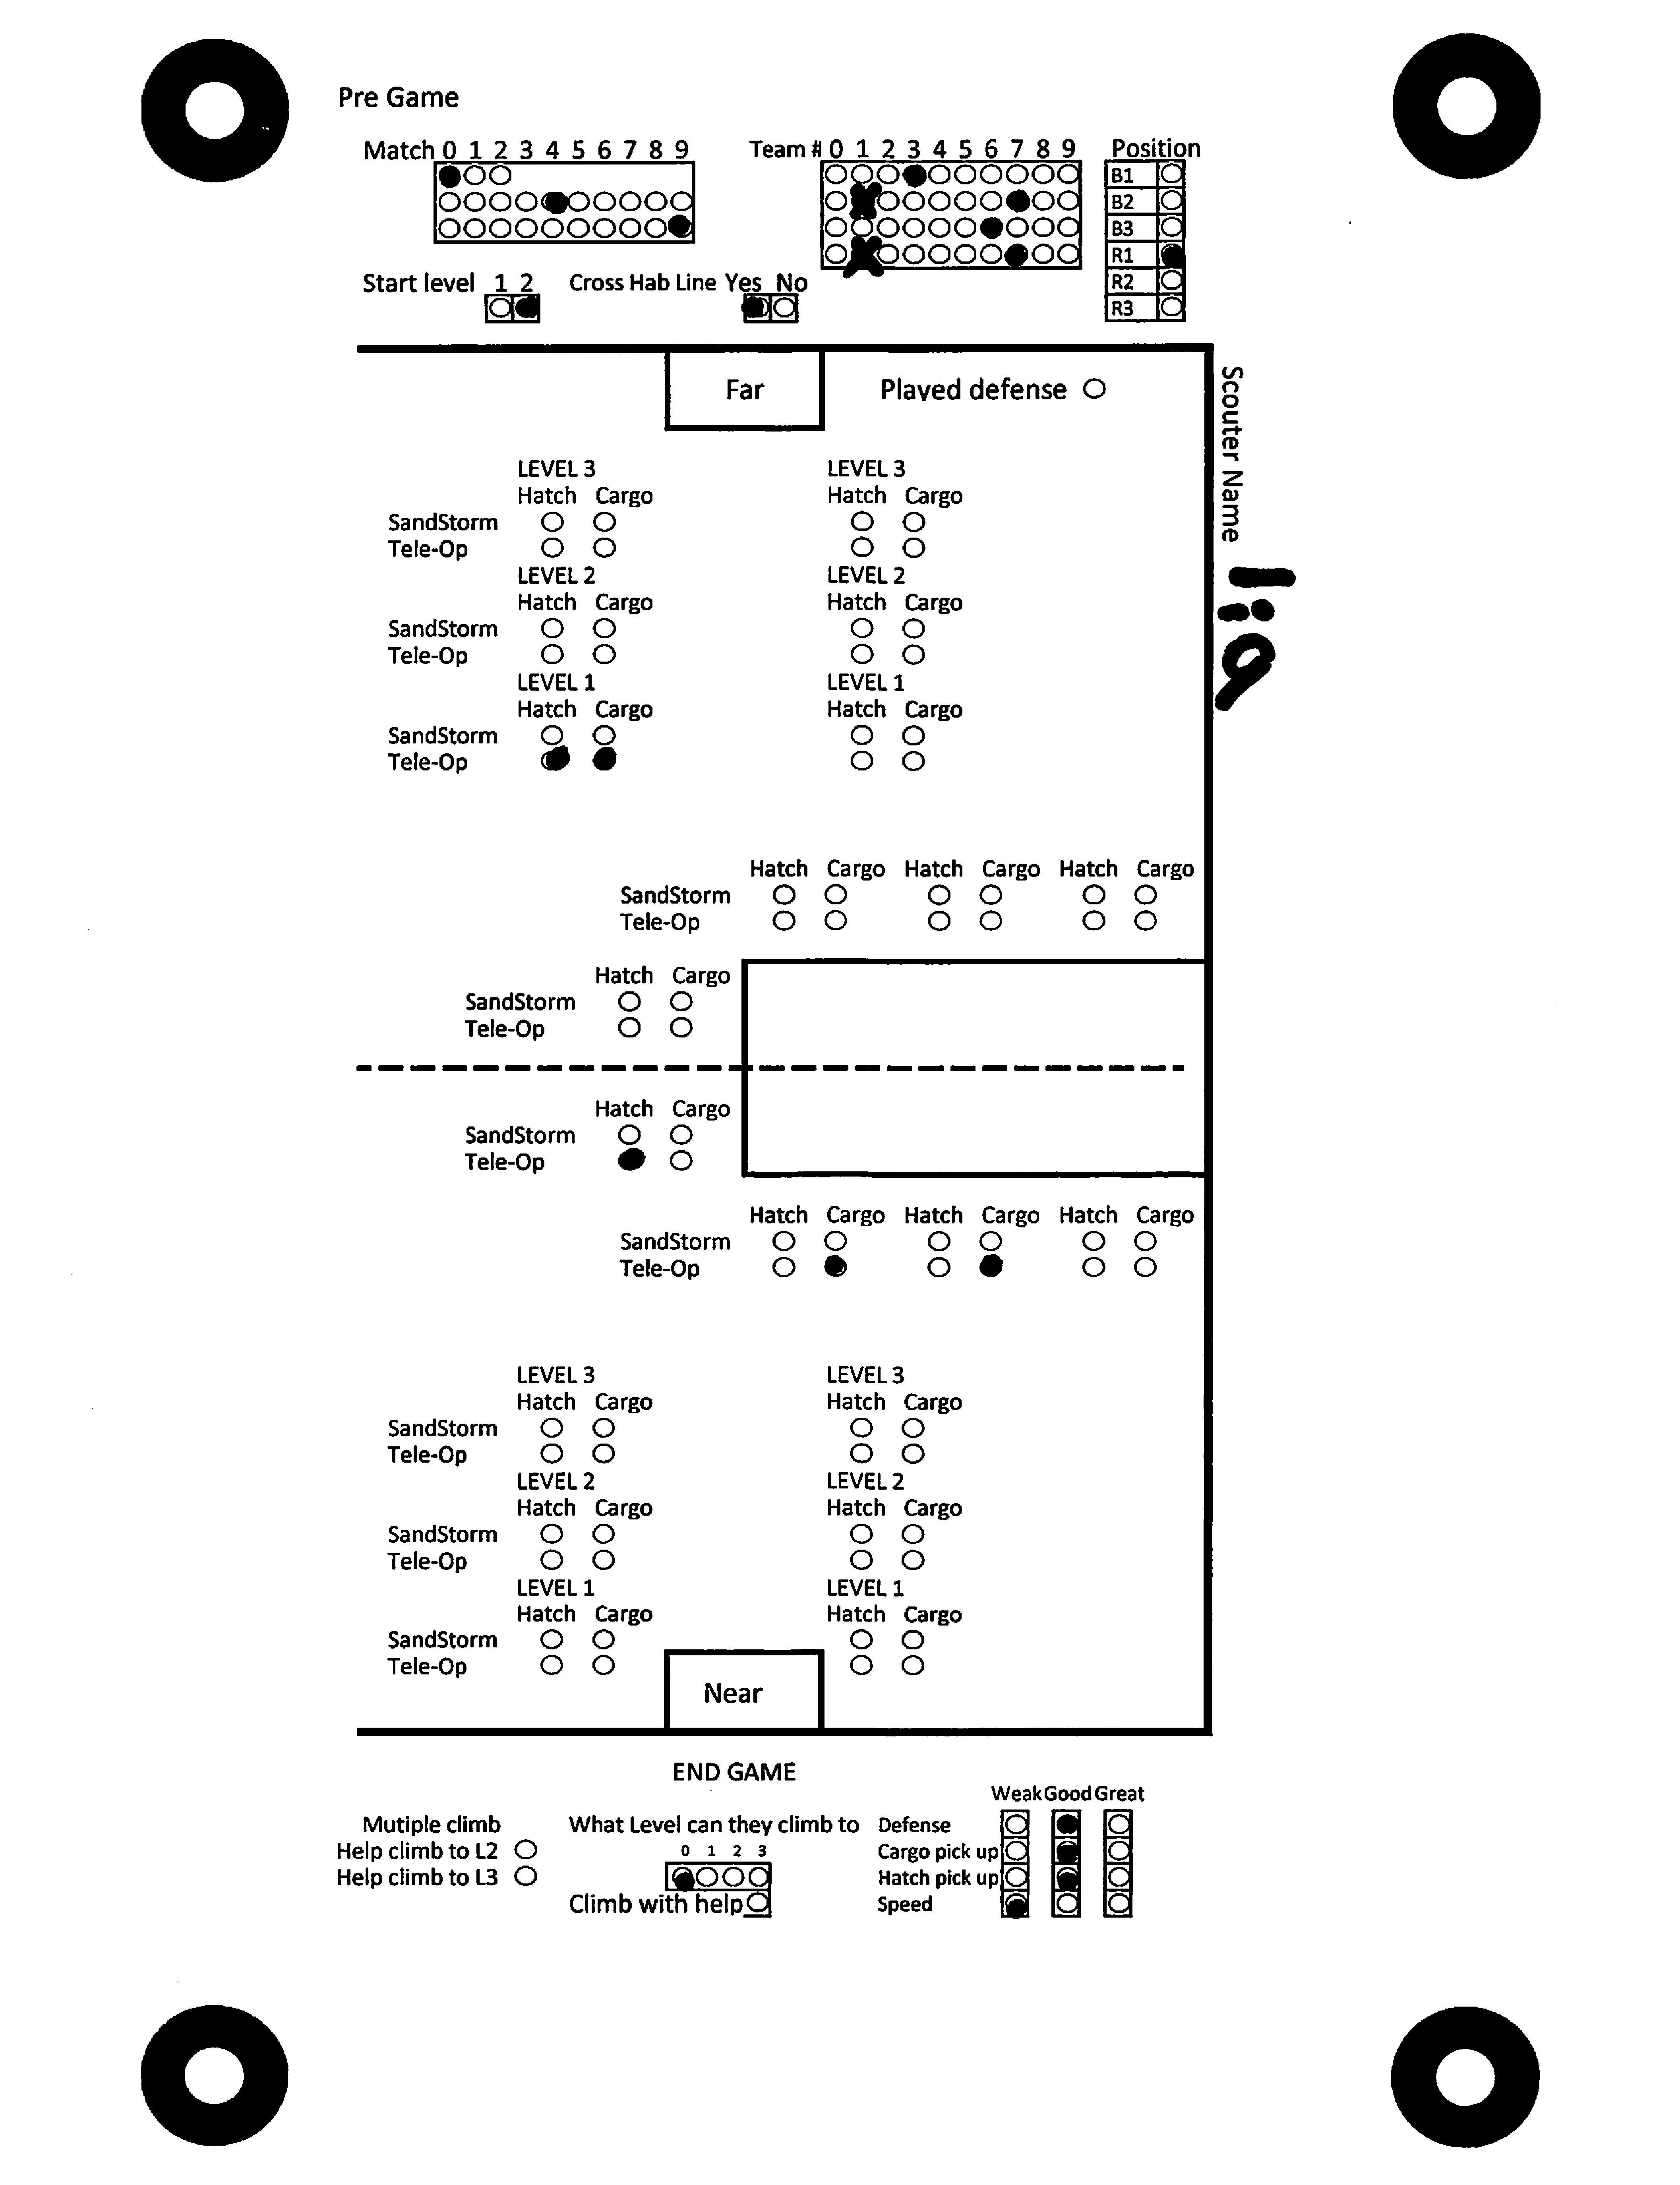 Pre Game
Match 0 1 2 3 4 5 6 7 8 9
Team # 0 1 2 3 4 5 6 7 8 9
Position
B1
B2
B3
R1
R2
R3
Start level 1 2
Cross Hab Line Yes No
Far
Played defense
Scouter Name
LEVEL 3 LEVEL 3
Hatch Cargo Hatch Cargo
SandStorm
Tele-Op
LEVEL 2 LEVEL 2
Hatch Cargo Hatch Cargo
SandStorm
Tele-Op
LEVEL 1 LEVEL 1
Hatch Cargo Hatch Cargo
SandStorm
Tele-Op
Hatch Cargo Hatch Cargo Hatch Cargo
SandStorm
Tele-Op
Hatch Cargo
SandStorm
Tele-Op
Hatch Cargo
SandStorm
Tele-Op
Hatch Cargo Hatch Cargo Hatch Cargo
SandStorm
Tele-Op
LEVEL 3 LEVEL 3
Hatch Cargo Hatch Cargo
SandStorm
Tele-Op
LEVEL 2 LEVEL 2
Hatch Cargo Hatch Cargo
SandStorm
Tele-Op
LEVEL 1 LEVEL 1
Hatch Cargo Hatch Cargo
SandStorm
Tele-Op
Near
END GAME
Mutiple climb
Help climb to L2
Help climb to L3
What Level can they climb to
0 1 2 3
Climb with help
Weak Good Great
Defense
Cargo pick up
Hatch pick up
Speed